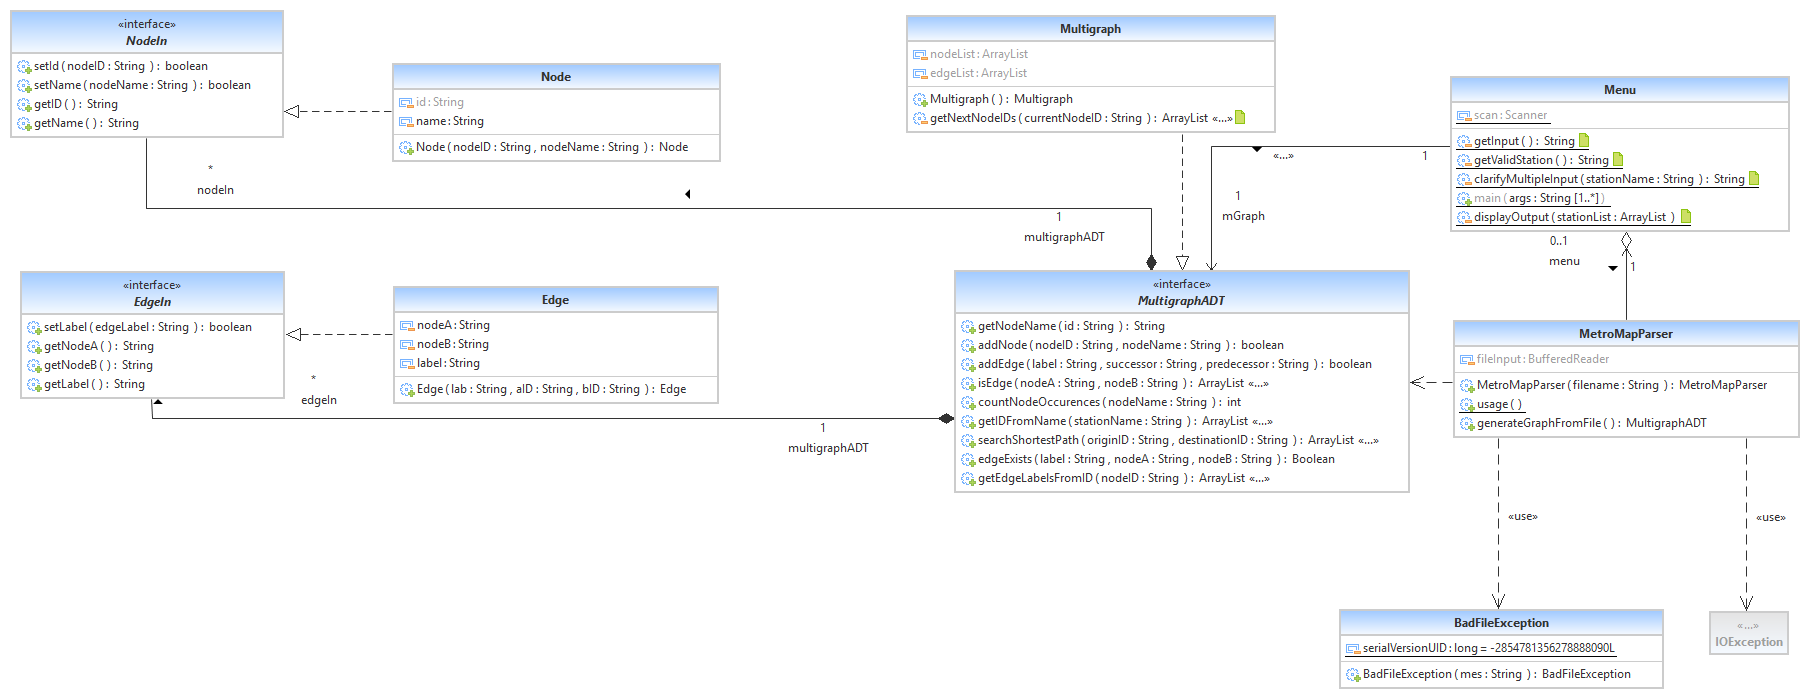 «interface»
NodeIn
setId ( nodeID : String ) : boolean
setName ( nodeName : String ) : boolean
getID ( ) : String
getName ( ) : String
Node
id : String
name : String
Node ( nodeID : String , nodeName : String ) : Node
Multigraph
nodeList : ArrayList
edgeList : ArrayList
Multigraph ( ) : Multigraph
getNextNodeIDs ( currentNodeID : String ) : ArrayList «...»
Menu
scan : Scanner
getInput ( ) : String
getValidStation ( ) : String
clarifyMultipleInput ( stationName : String ) : String
main ( args : String [1..*] )
displayOutput ( stationList : ArrayList )
*
nodeIn
1
multigraphADT
«...»
1
1
mGraph
0..1
menu
1
«interface»
EdgeIn
setLabel ( edgeLabel : String ) : boolean
getNodeA ( ) : String
getNodeB ( ) : String
getLabel ( ) : String
Edge
nodeA : String
nodeB : String
label : String
Edge ( lab : String , aID : String , bID : String ) : Edge
*
edgeIn
1
multigraphADT
«interface»
MultigraphADT
getNodeName ( id : String ) : String
addNode ( nodeID : String , nodeName : String ) : boolean
addEdge ( label : String , successor : String , predecessor : String ) : boolean
isEdge ( nodeA : String , nodeB : String ) : ArrayList «...»
countNodeOccurences ( nodeName : String ) : int
getIDFromName ( stationName : String ) : ArrayList «...»
searchShortestPath ( originID : String , destinationID : String ) : ArrayList «...»
edgeExists ( label : String , nodeA : String , nodeB : String ) : Boolean
getEdgeLabelsFromID ( nodeID : String ) : ArrayList «...»
MetroMapParser
fileInput : BufferedReader
MetroMapParser ( filename : String ) : MetroMapParser
usage ( )
generateGraphFromFile ( ) : MultigraphADT
«use»
«use»
BadFileException
serialVersionUID : long = -2854781356278888090L
BadFileException ( mes : String ) : BadFileException
«...»
IOException